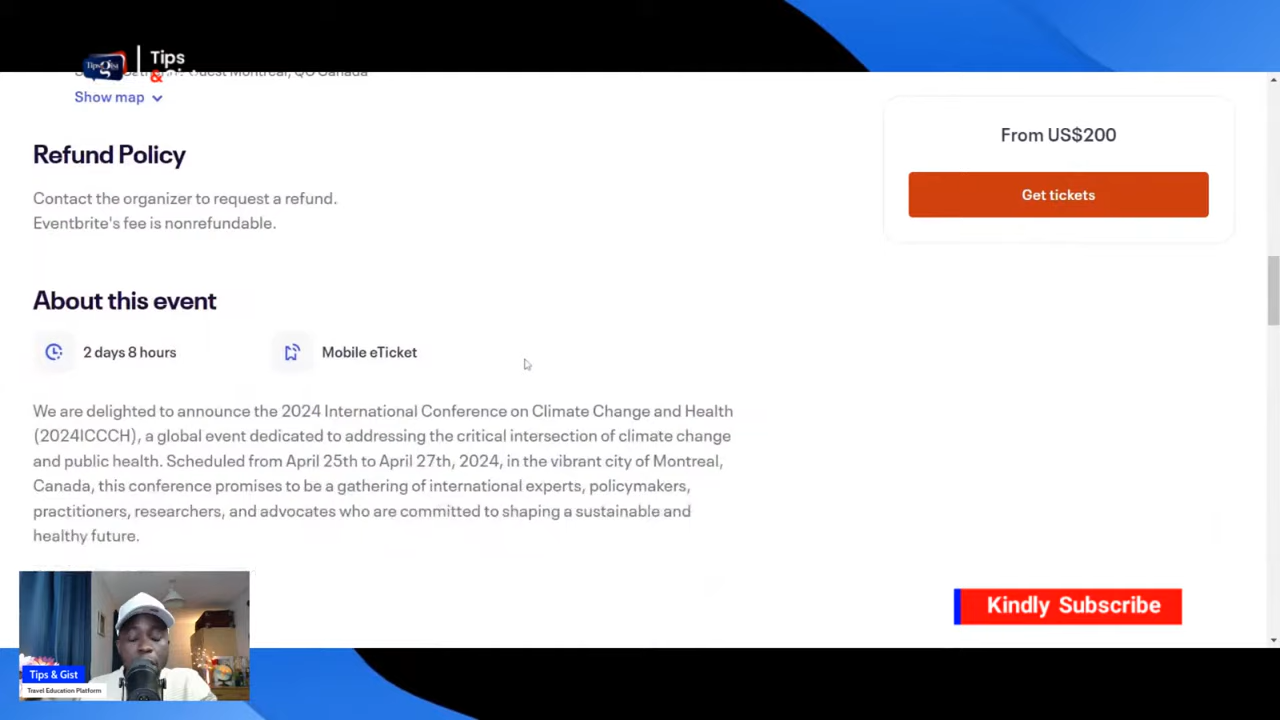 Tips
&
Tips gist
Show map
From US$200
Refund Policy
Get tickets
Contact the organizer to request a refund.
Eventbrite's fee is nonrefundable.
About this event
2 days 8 hours
Mobile eTicket
We are delighted to announce the 2024 International Conference on Climate Change and Health
(2024ICCCH), a global event dedicated to addressing the critical intersection of climate change
and public health. Scheduled from April 25th to April 27th, 2024, in the vibrant city of Montreal,
Canada, this conference promises to be a gathering of international experts, policymakers,
practitioners, researchers, and advocates who are committed to shaping a sustainable and
healthy future.
Kindly Subscribe
Tips & Gist
Travel Education Platform